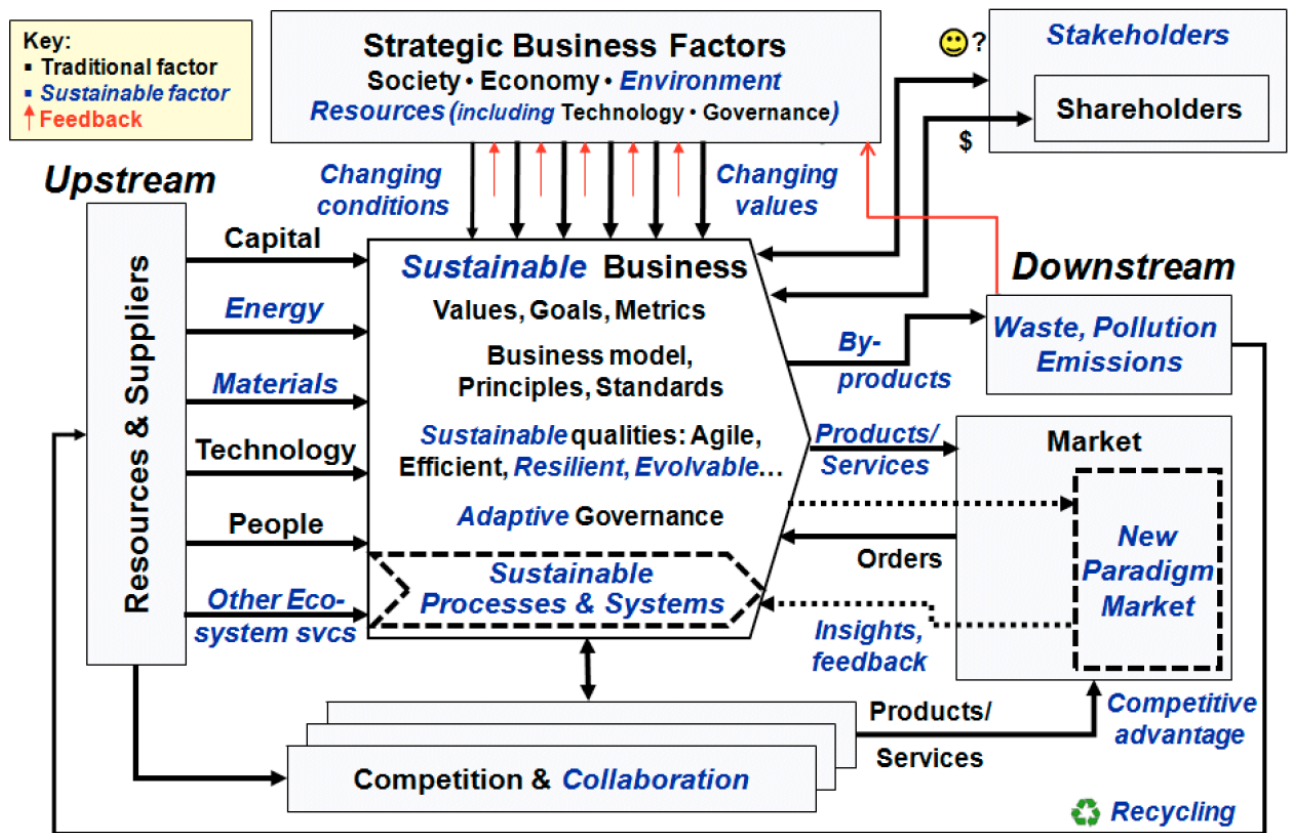 Key:
▪ Traditional factor
▪ Sustainable factor
Feedback
Strategic Business Factors
Society • Economy • Environment
Resources (including Technology • Governance)
?
Stakeholders
Shareholders
$
Upstream
Changing
conditions
Changing
values
Resources & Suppliers
Capital
Energy
Materials
Technology
People
Other Eco-
system svcs
Sustainable Business
Values, Goals, Metrics
Business model,
Principles, Standards
Sustainable qualities: Agile,
Efficient, Resilient, Evolvable...
Adaptive Governance
Sustainable
Processes & Systems
Downstream
By-
products
Waste, Pollution
Emissions
Products/
Services
Market
Orders
New
Paradigm
Market
Insights,
feedback
Products/
Services
Competitive
advantage
Competition & Collaboration
Recycling